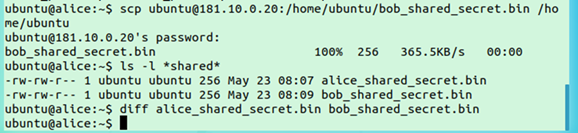 ubuntu@alice:~$ scp ubuntu@181.10.0.20:/home/ubuntu/bob_shared_secret.bin /ho
me/ubuntu
ubuntu@181.10.0.20's password:
bob_shared_secret.bin                         100%  256   365.5KB/s   00:00
ubuntu@alice:~$ ls -l *shared*
-rw-rw-r-- 1 ubuntu ubuntu 256 May 23 08:07 alice_shared_secret.bin
-rw-rw-r-- 1 ubuntu ubuntu 256 May 23 08:09 bob_shared_secret.bin
ubuntu@alice:~$ diff alice_shared_secret.bin bob_shared_secret.bin
ubuntu@alice:~$